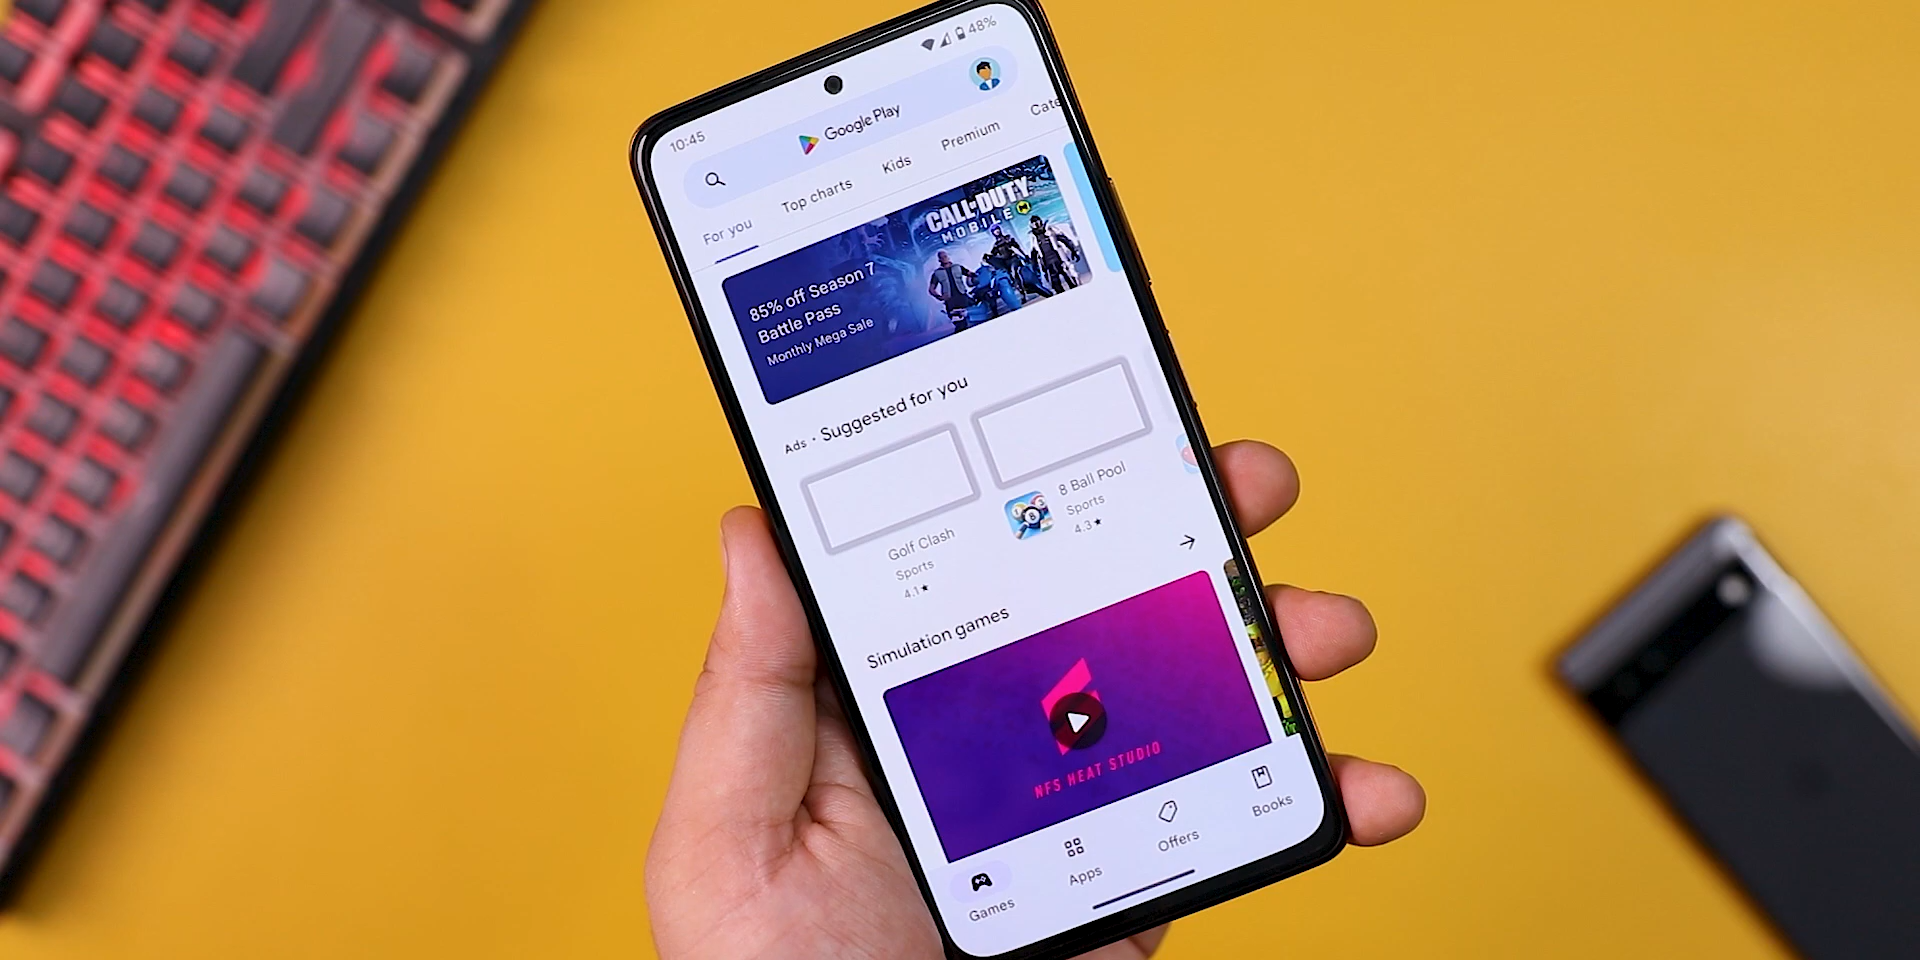 10:45
48%
Google Play
For you
Top charts
Kids
Premium
Cate
85% off Season 7
Battle Pass
Monthly Mega Sale
CALL OF DUTY
MOBILE
Ads · Suggested for you
Golf Clash
Sports
4.1★
8 Ball Pool
Sports
4.3★
Simulation games
NFS HEAT STUDIO
Games
Apps
Offers
Books